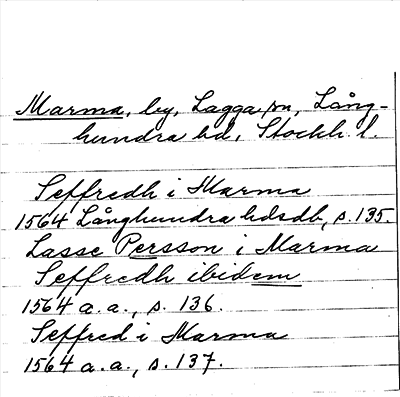 Marma, by, Lagga sn, Lång-
hundra hd, Stockh. l.
Seffredh i Marma
1564 Långhundra hdsdb, s. 135
Lasse Persson i Marma
Seffredh ibidem
1564 a. a., s. 136.
Seffred i Marma
1564 a. a., s. 137.